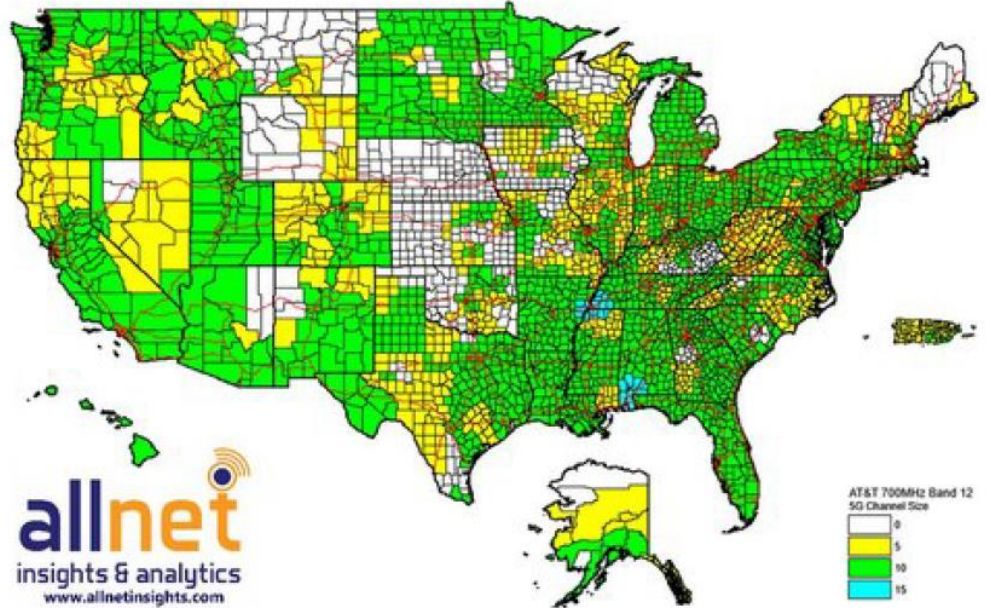 allnet
insights & analytics
www.allnetinsights.com
AT&T 700MHz Band 12
5G Channel Size
0
5
10
15